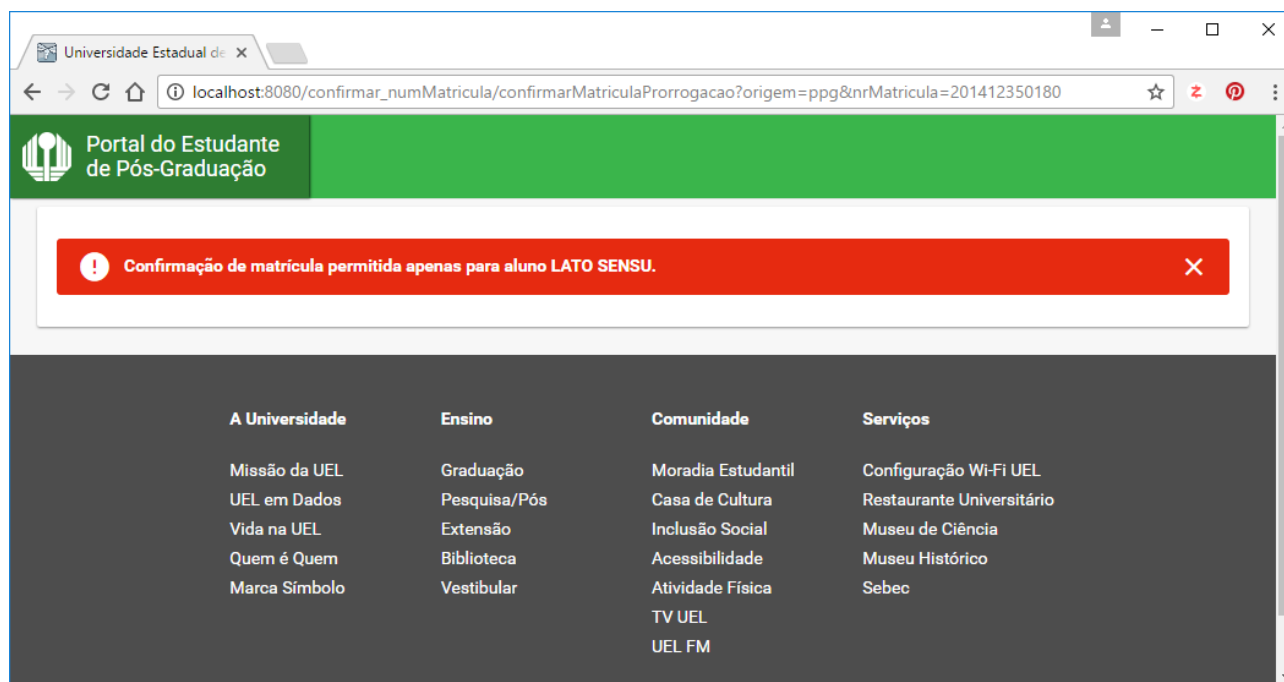 Universidade Estadual de
localhost:8080/confirmar_numMatricula/confirmarMatriculaProrrogacao?origem=ppg&nrMatricula=201412350180
Portal do Estudante
de Pós-Graduação
Confirmação de matrícula permitida apenas para aluno LATO SENSU.
A Universidade
Missão da UEL
UEL em Dados
Vida na UEL
Quem é Quem
Marca Símbolo
Ensino
Graduação
Pesquisa/Pós
Extensão
Biblioteca
Vestibular
Comunidade
Moradia Estudantil
Casa de Cultura
Inclusão Social
Acessibilidade
Atividade Física
TV UEL
UEL FM
Serviços
Configuração Wi-Fi UEL
Restaurante Universitário
Museu de Ciência
Museu Histórico
Sebec